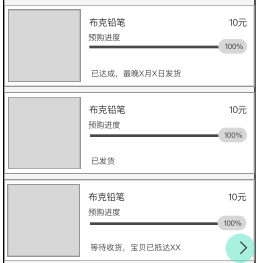 布克铅笔 10元
预购进度
100%
已达成，最晚X月X日发货
布克铅笔 10元
预购进度
100%
已发货
布克铅笔 10元
预购进度
100%
等待收货，宝贝已抵达XX